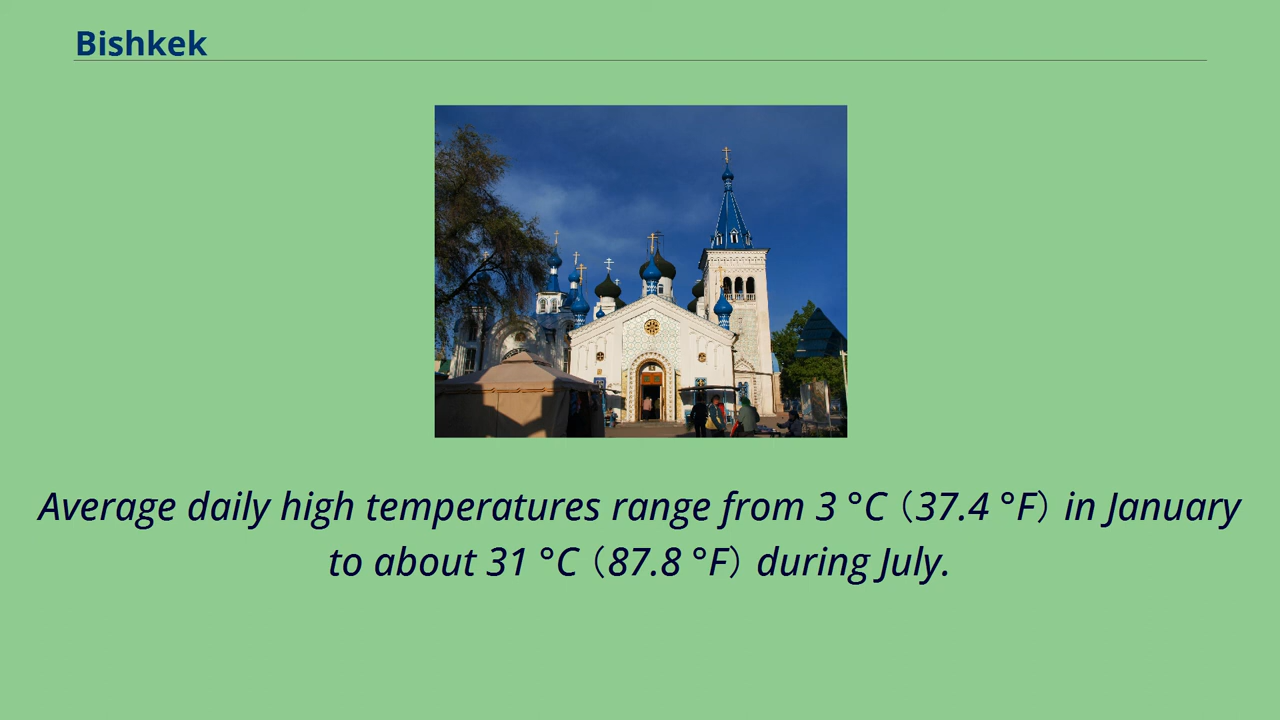 Bishkek
Average daily high temperatures range from 3 °C （37.4 °F） in January
to about 31 °C （87.8 °F） during July.